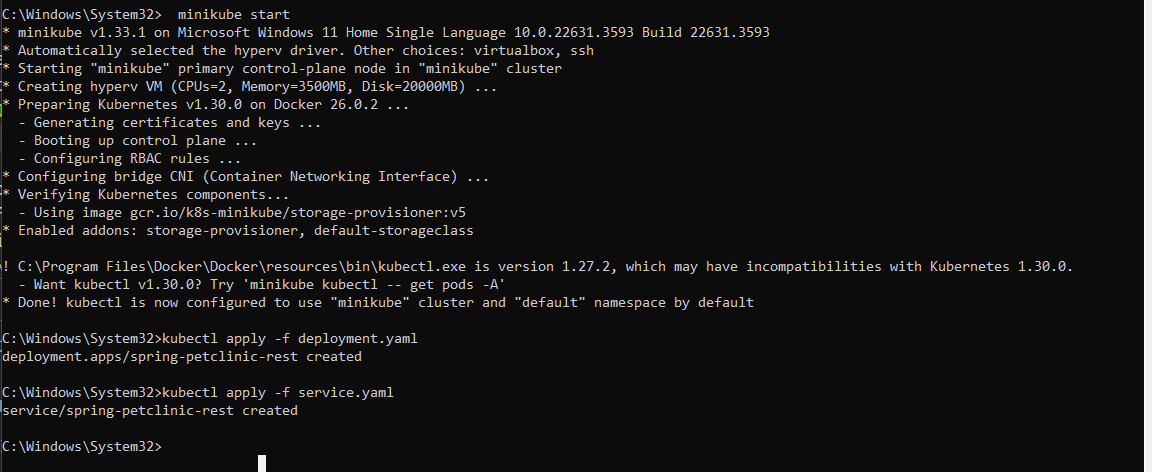 C:\Windows\System32>  minikube start
* minikube v1.33.1 on Microsoft Windows 11 Home Single Language 10.0.22631.3593 Build 22631.3593
* Automatically selected the hyperv driver. Other choices: virtualbox, ssh
* Starting "minikube" primary control-plane node in "minikube" cluster
* Creating hyperv VM (CPUs=2, Memory=3500MB, Disk=20000MB) ...
* Preparing Kubernetes v1.30.0 on Docker 26.0.2 ...
  - Generating certificates and keys ...
  - Booting up control plane ...
  - Configuring RBAC rules ...
* Configuring bridge CNI (Container Networking Interface) ...
* Verifying Kubernetes components...
  - Using image gcr.io/k8s-minikube/storage-provisioner:v5
* Enabled addons: storage-provisioner, default-storageclass
! C:\Program Files\Docker\Docker\resources\bin\kubectl.exe is version 1.27.2, which may have incompatibilities with Kubernetes 1.30.0.
  - Want kubectl v1.30.0? Try 'minikube kubectl -- get pods -A'
* Done! kubectl is now configured to use "minikube" cluster and "default" namespace by default
C:\Windows\System32>kubectl apply -f deployment.yaml
deployment.apps/spring-petclinic-rest created
C:\Windows\System32>kubectl apply -f service.yaml
service/spring-petclinic-rest created
C:\Windows\System32>